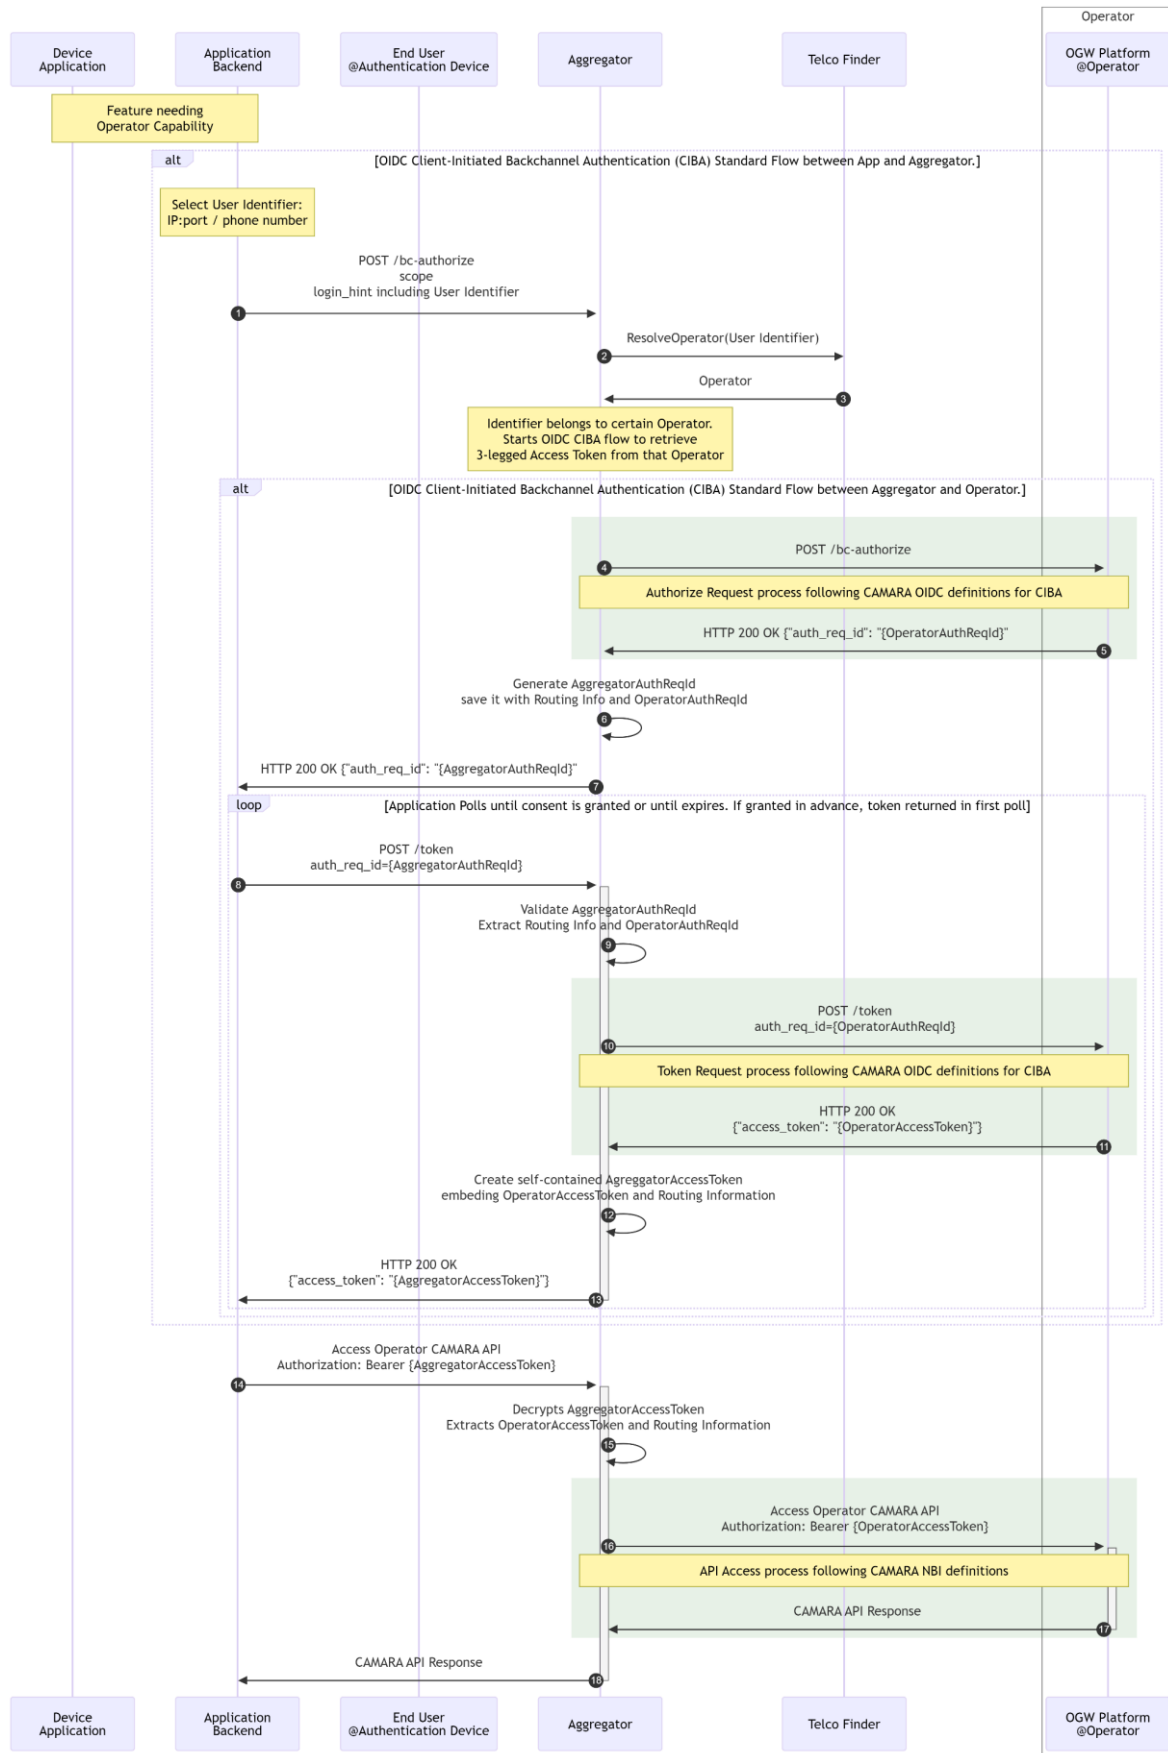 Operator
Device
Application
Application
Backend
End User
@Authentication Device
Aggregator
Telco Finder
OGW Platform
@Operator
Feature needing
Operator Capability
alt
[OIDC Client-Initiated Backchannel Authentication (CIBA) Standard Flow between App and Aggregator.]
Select User Identifier:
IP:port / phone number
POST /bc-authorize
scope
login_hint including User Identifier
1
ResolveOperator(User Identifier)
2
Operator
3
Identifier belongs to certain Operator.
Starts OIDC CIBA flow to retrieve
3-legged Access Token from that Operator
alt
[OIDC Client-Initiated Backchannel Authentication (CIBA) Standard Flow between Aggregator and Operator.]
POST /bc-authorize
4
Authorize Request process following CAMARA OIDC definitions for CIBA
HTTP 200 OK {"auth_req_id": "{OperatorAuthReqId}"
5
Generate AggregatorAuthReqId
save it with Routing Info and OperatorAuthReqId
6
HTTP 200 OK {"auth_req_id": "{AggregatorAuthReqId}"
7
loop
[Application Polls until consent is granted or until expires. If granted in advance, token returned in first poll]
POST /token
auth_req_id={AggregatorAuthReqId}
8
Validate AggregatorAuthReqId
Extract Routing Info and OperatorAuthReqId
9
POST /token
auth_req_id={OperatorAuthReqId}
10
Token Request process following CAMARA OIDC definitions for CIBA
HTTP 200 OK
{"access_token": "{OperatorAccessToken}"}
11
Create self-contained AgreggatorAccessToken
embeding OperatorAccessToken and Routing Information
12
HTTP 200 OK
{"access_token": "{AggregatorAccessToken}"}
13
Access Operator CAMARA API
Authorization: Bearer {AggregatorAccessToken}
14
Decrypts AggregatorAccessToken
Extracts OperatorAccessToken and Routing Information
15
Access Operator CAMARA API
Authorization: Bearer {OperatorAccessToken}
16
API Access process following CAMARA NBI definitions
CAMARA API Response
17
CAMARA API Response
18
Device
Application
Application
Backend
End User
@Authentication Device
Aggregator
Telco Finder
OGW Platform
@Operator